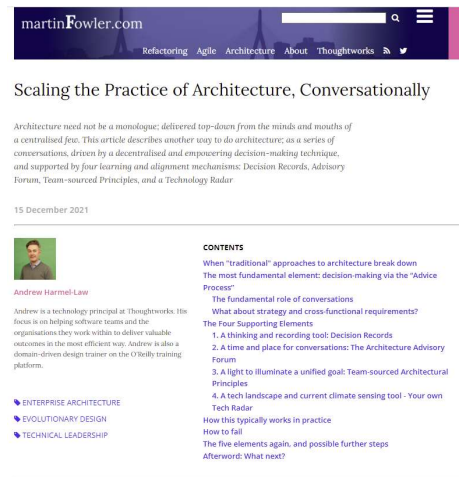 martinFowler.com
Refactoring Agile Architecture About Thoughtworks
Scaling the Practice of Architecture, Conversationally
Architecture need not be a monologue; delivered top-down from the minds and mouths of
a centralised few. This article describes another way to do architecture; as a series of
conversations, driven by a decentralised and empowering decision-making technique,
and supported by four learning and alignment mechanisms: Decision Records, Advisory
Forum, Team-sourced Principles, and a Technology Radar
15 December 2021
Andrew Harmel-Law
Andrew is a technology principal at Thoughtworks. His
focus is on helping software teams and the
organisations they work within to deliver valuable
outcomes in the most efficient way. Andrew is also a
domain-driven design trainer on the O'Reilly training
platform.
ENTERPRISE ARCHITECTURE
EVOLUTIONARY DESIGN
TECHNICAL LEADERSHIP
CONTENTS
When "traditional" approaches to architecture break down
The most fundamental element: decision-making via the "Advice
Process"
The fundamental role of conversations
What about strategy and cross-functional requirements?
The Four Supporting Elements
1. A thinking and recording tool: Decision Records
2. A time and place for conversations: The Architecture Advisory
Forum
3. A light to illuminate a unified goal: Team-sourced Architectural
Principles
4. A tech landscape and current climate sensing tool - Your own
Tech Radar
How this typically works in practice
How to fail
The five elements again, and possible further steps
Afterword: What next?